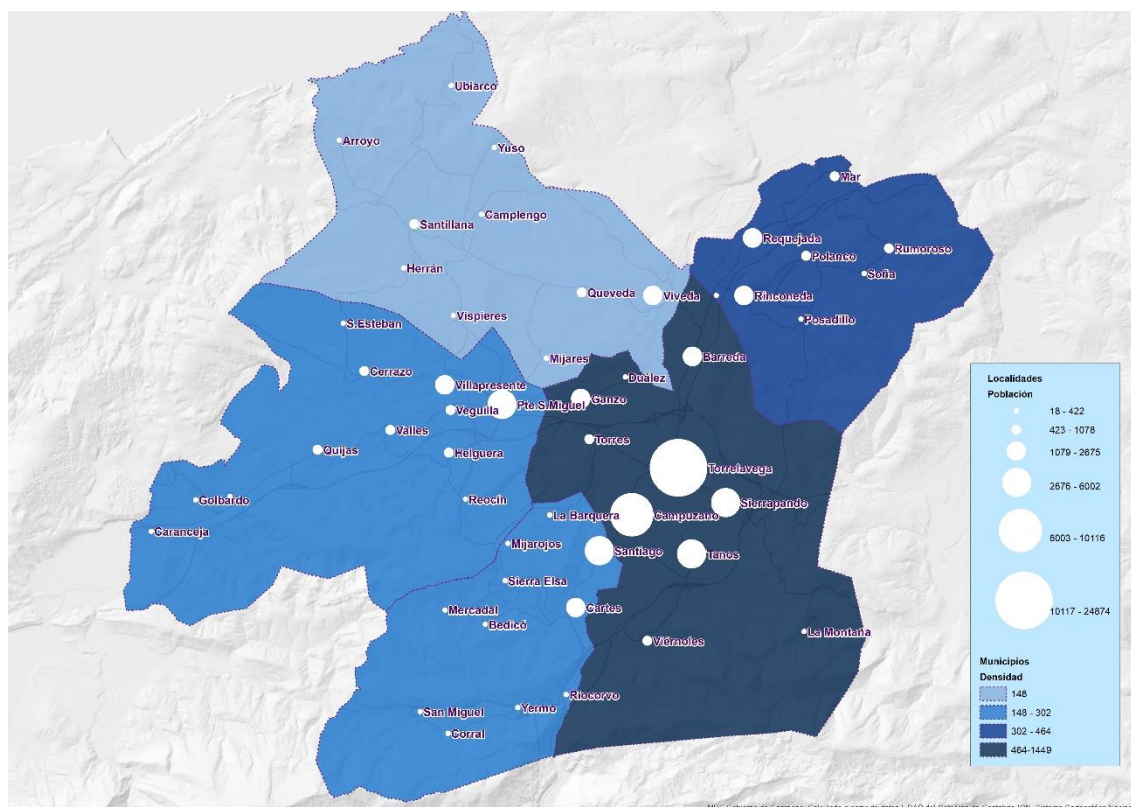 Ubiarco
Arroyo
Yuso
Mar
Camplengo
Santillana
Requejada
Rumoroso
Polanco
Herrán
Soña
Queveda
Viveda
Rinconeda
Vispieres
Posadillo
S.Esteban
Mijares
Barreda
Cerrazo
Duález
Villapresente
Ganzo
Pte.S.Miguel
Veguilla
Valles
Torres
Quijas
Helguera
Torrelavega
Golbardo
Reocín
Sierrapando
La Barquera
Campuzano
Caranceja
Mijarojos
Santiago
Tanos
Sierra Elsa
Mercadal
Cartes
Bedicó
La Montaña
Viérnoles
Riocorvo
San Miguel
Yermo
Corral
Localidades
Población
18 - 422
423 - 1078
1079 - 2675
2676 - 6002
6003 - 10116
10117 - 24874
Municipios
Densidad
148
148 - 302
302 - 464
464-1449